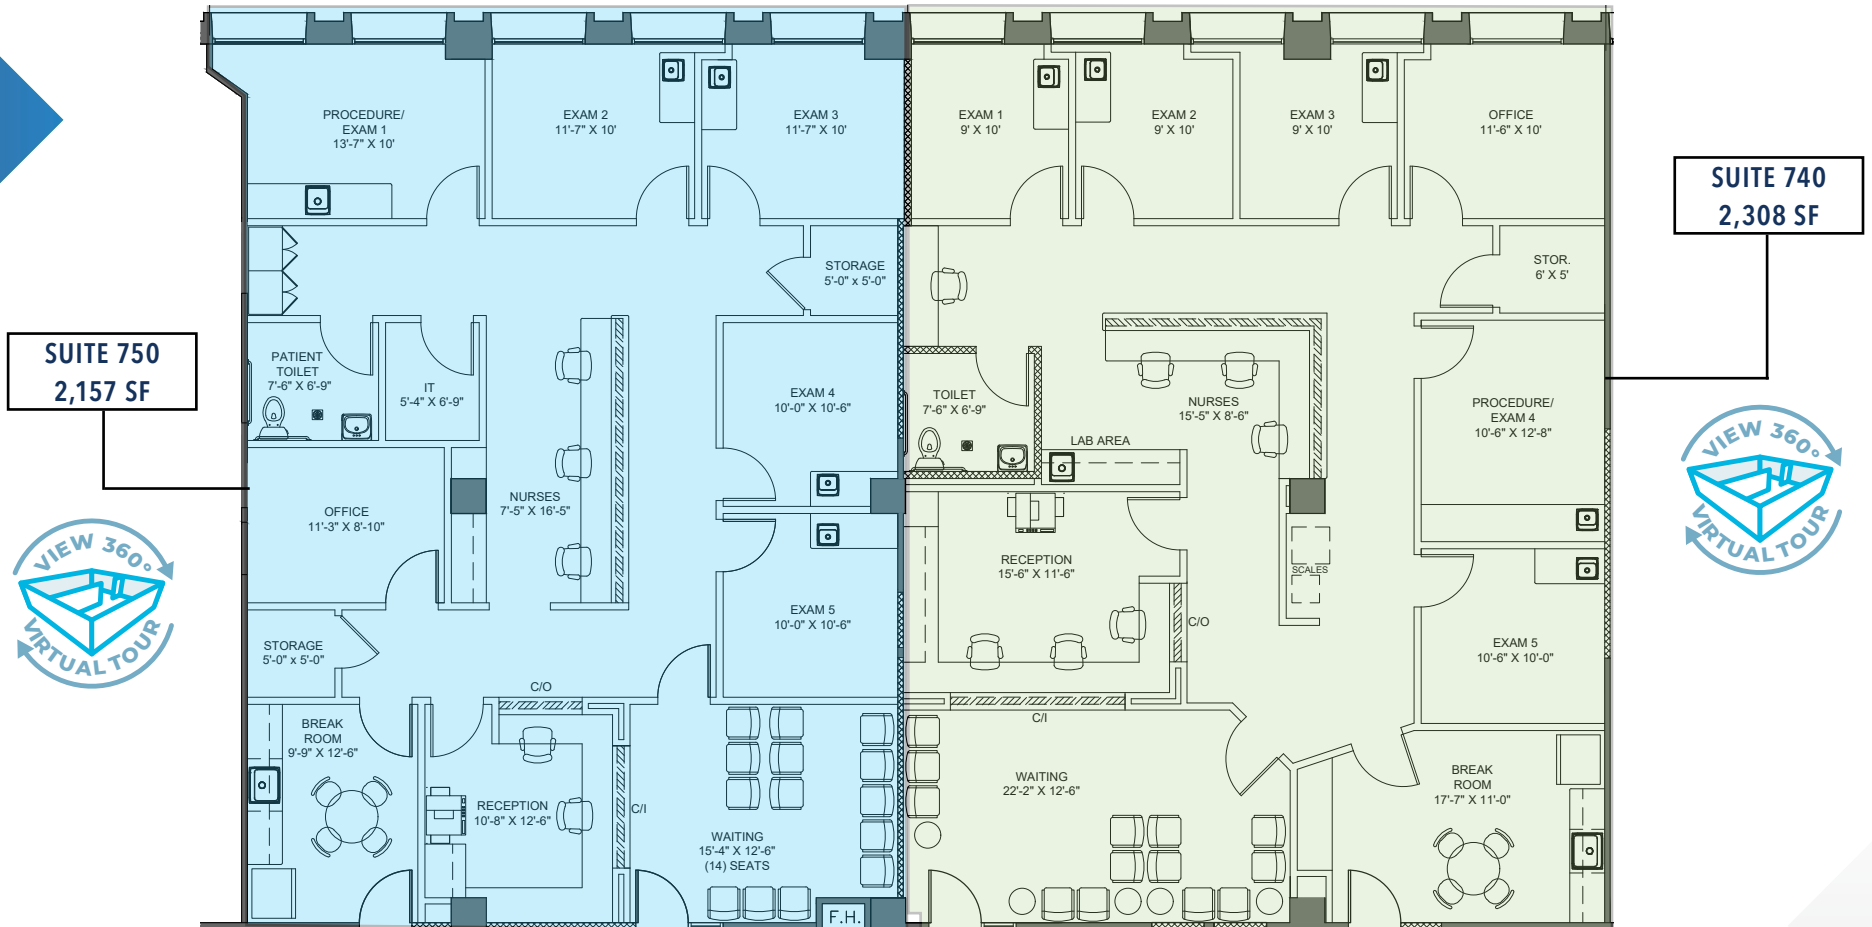 PROCEDURE/
EXAM 1
13'-7" X 10'
EXAM 2
11'-7" X 10'
EXAM 3
11'-7" X 10'
EXAM 1
9' X 10'
EXAM 2
9' X 10'
EXAM 3
9' X 10'
OFFICE
11'-6" X 10'
SUITE 740
2,308 SF
STORAGE
5'-0" x 5'-0"
STOR.
6' X 5'
SUITE 750
2,157 SF
PATIENT
TOILET
7'-6" X 6'-9"
IT
5'-4" X 6'-9"
EXAM 4
10'-0" X 10'-6"
TOILET
7'-6" X 6'-9"
NURSES
15'-5" X 8'-6"
LAB AREA
PROCEDURE/
EXAM 4
10'-6" X 12'-8"
VIEW 360°
VIRTUAL TOUR
OFFICE
11'-3" X 8'-10"
NURSES
7'-5" X 16'-5"
RECEPTION
15'-6" X 11'-6"
SCALES
VIEW 360°
VIRTUAL TOUR
EXAM 5
10'-0" X 10'-6"
C/O
STORAGE
5'-0" x 5'-0"
EXAM 5
10'-6" X 10'-0"
C/O
C/I
BREAK
ROOM
9'-9" X 12'-6"
RECEPTION
10'-8" X 12'-6"
C/I
WAITING
15'-4" X 12'-6"
(14) SEATS
WAITING
22'-2" X 12'-6"
BREAK
ROOM
17'-7" X 11'-0"
F.H.